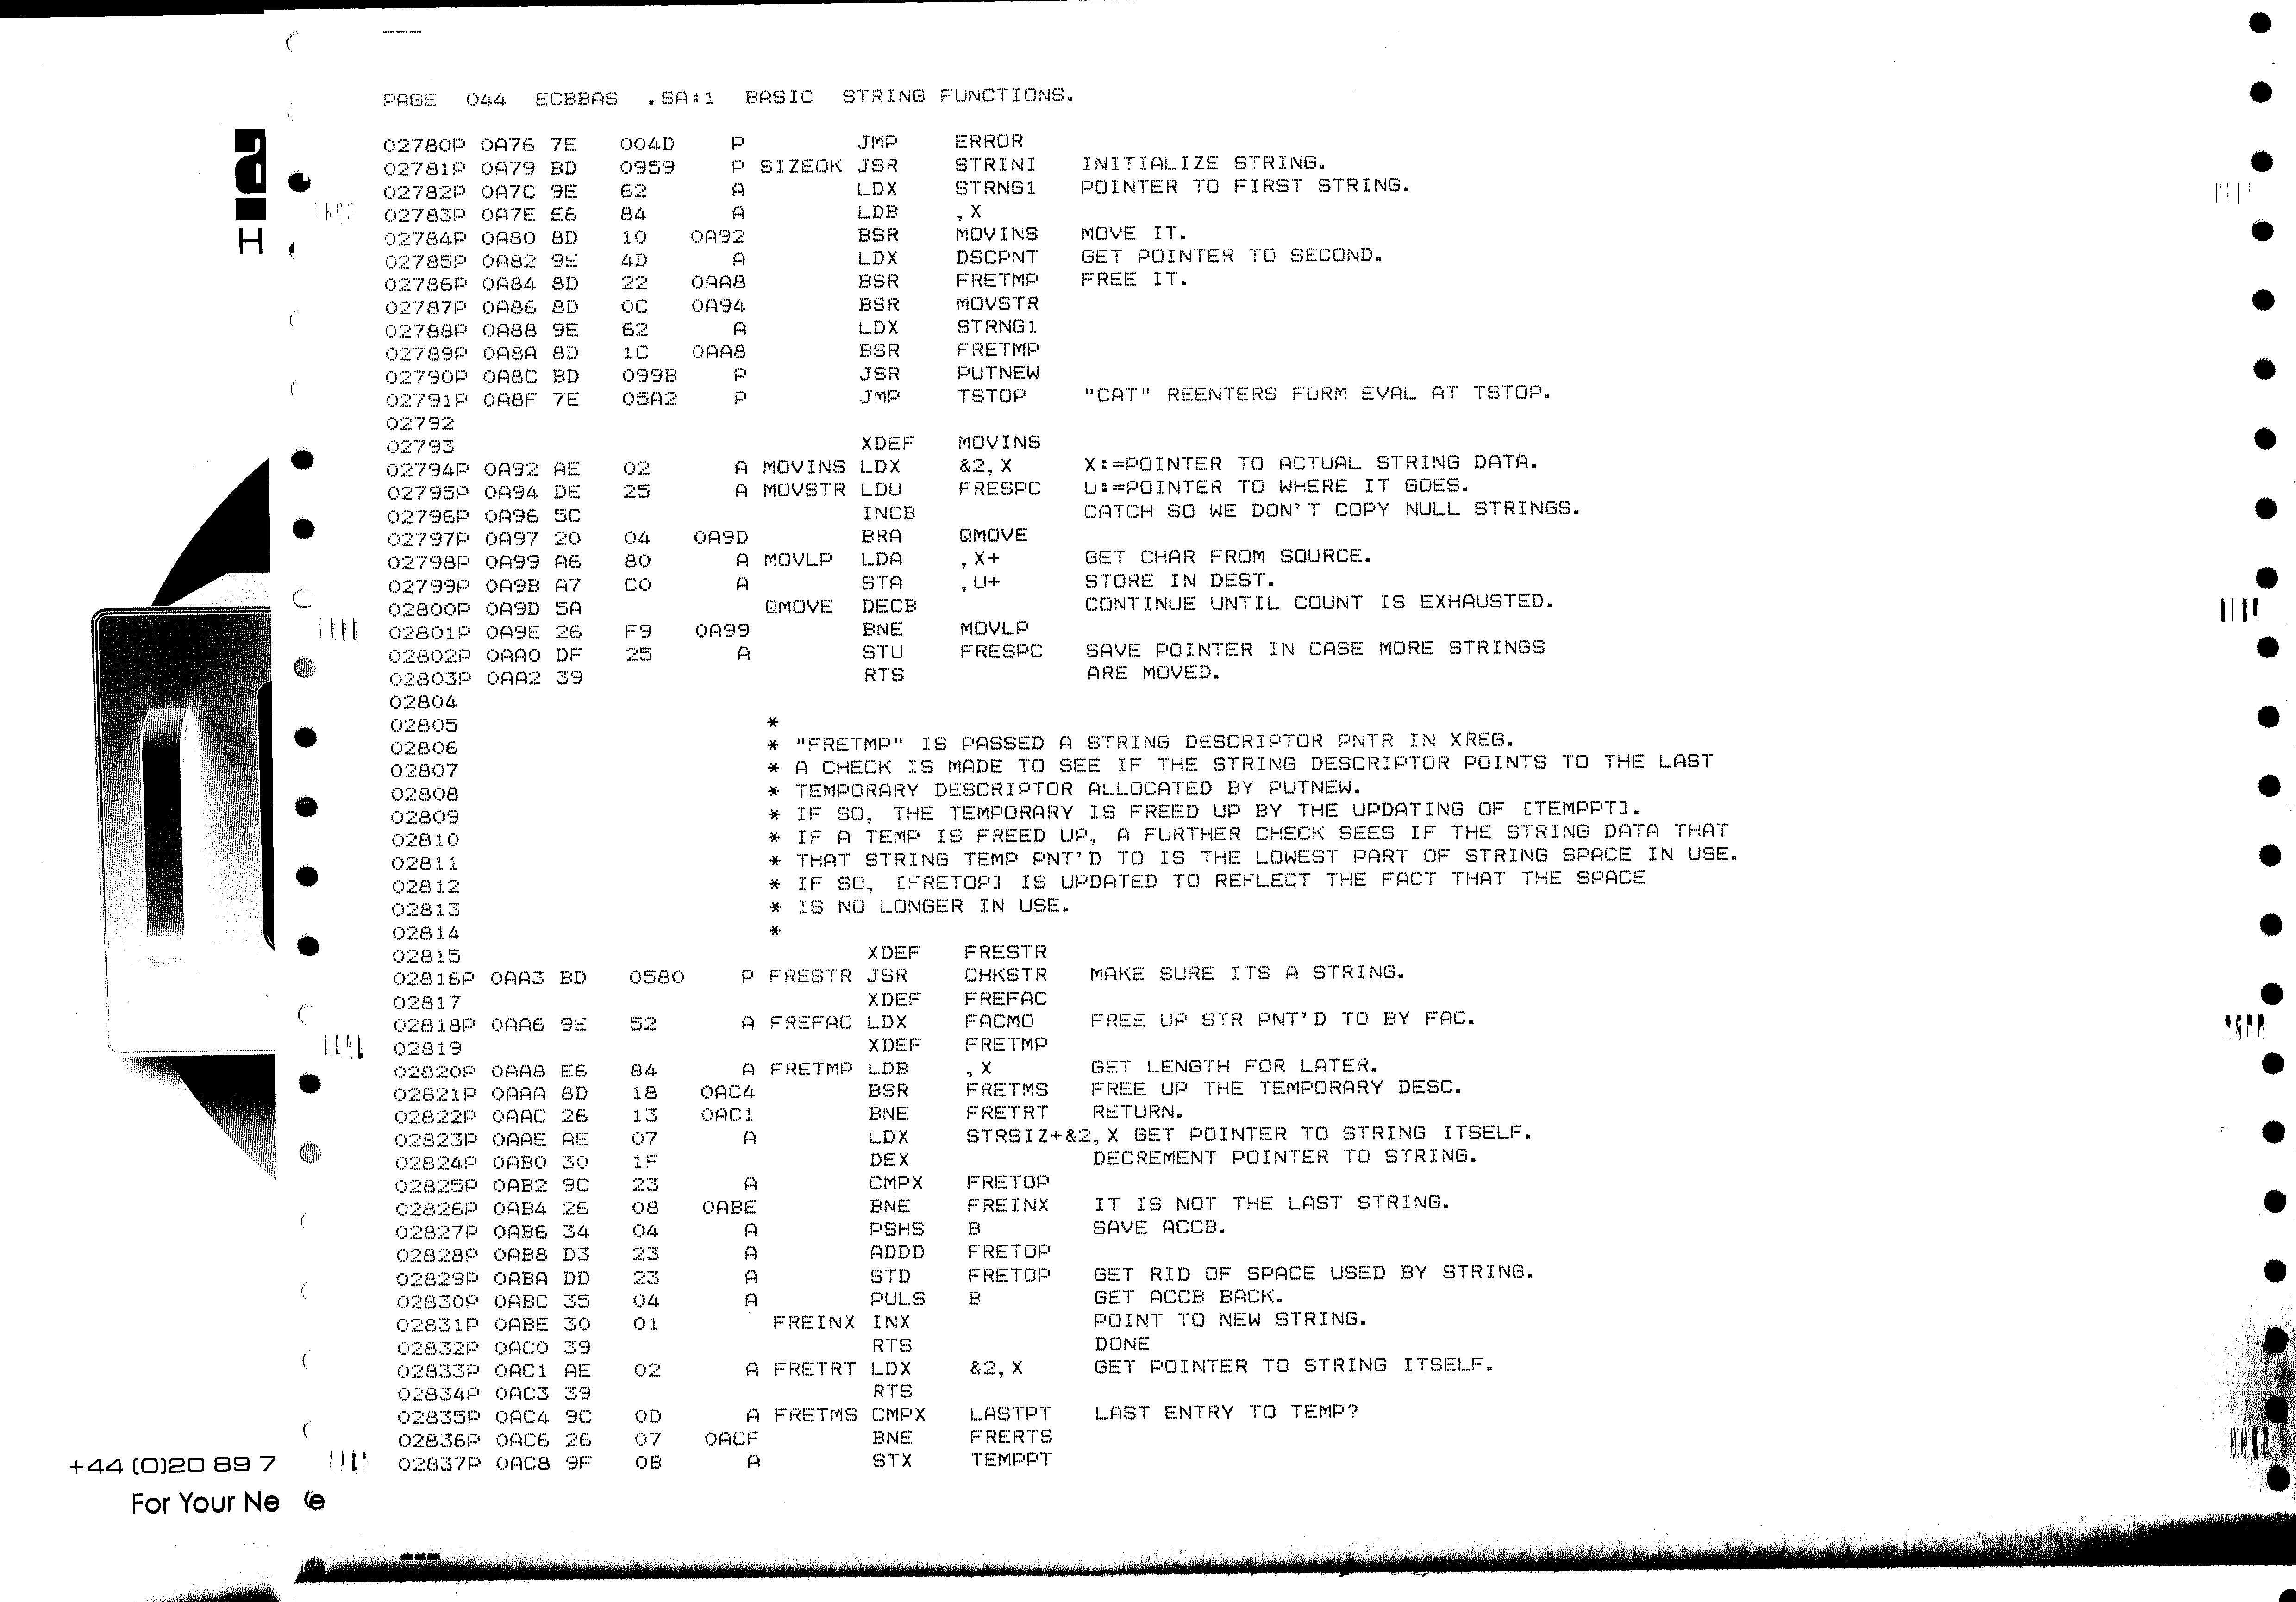 PAGE 044 ECBBAS .SA:1 BASIC STRING FUNCTIONS.
02780P 0A76 7E 004D P JMP ERROR
02781P 0A79 BD 0959 P SIZEOK JSR STRINI INITIALIZE STRING.
02782P 0A7C 9E 62 A LDX STRNG1 POINTER TO FIRST STRING.
02783P 0A7E E6 84 A LDB ,X
02784P 0A80 8D 10 0A92 BSR MOVINS MOVE IT.
02785P 0A82 9E 4D A LDX DSCPNT GET POINTER TO SECOND.
02786P 0A84 8D 22 0AA8 BSR FRETMP FREE IT.
02787P 0A86 8D 0C 0A94 BSR MOVSTR
02788P 0A88 9E 62 A LDX STRNG1
02789P 0A8A 8D 1C 0AA8 BSR FRETMP
02790P 0A8C BD 099B P JSR PUTNEW
02791P 0A8F 7E 05A2 P JMP TSTOP "CAT" REENTERS FORM EVAL AT TSTOP.
02792
02793 XDEF MOVINS
02794P 0A92 AE 02 A MOVINS LDX &2,X X:=POINTER TO ACTUAL STRING DATA.
02795P 0A94 DE 25 A MOVSTR LDU FRESPC U:=POINTER TO WHERE IT GOES.
02796P 0A96 5C INCB CATCH SO WE DON'T COPY NULL STRINGS.
02797P 0A97 20 04 0A9D BRA QMOVE
02798P 0A99 A6 80 A MOVLP LDA ,X+ GET CHAR FROM SOURCE.
02799P 0A9B A7 C0 A STA ,U+ STORE IN DEST.
02800P 0A9D 5A QMOVE DECB CONTINUE UNTIL COUNT IS EXHAUSTED.
02801P 0A9E 26 F9 0A99 BNE MOVLP
02802P 0AA0 DF 25 A STU FRESPC SAVE POINTER IN CASE MORE STRINGS
02803P 0AA2 39 RTS ARE MOVED.
02804
02805 *
02806 * "FRETMP" IS PASSED A STRING DESCRIPTOR PNTR IN XREG.
02807 * A CHECK IS MADE TO SEE IF THE STRING DESCRIPTOR POINTS TO THE LAST
02808 * TEMPORARY DESCRIPTOR ALLOCATED BY PUTNEW.
02809 * IF SO, THE TEMPORARY IS FREED UP BY THE UPDATING OF [TEMPPT].
02810 * IF A TEMP IS FREED UP, A FURTHER CHECK SEES IF THE STRING DATA THAT
02811 * THAT STRING TEMP PNT'D TO IS THE LOWEST PART OF STRING SPACE IN USE.
02812 * IF SO, [FRETOP] IS UPDATED TO REFLECT THE FACT THAT THE SPACE
02813 * IS NO LONGER IN USE.
02814 *
02815 XDEF FRESTR
02816P 0AA3 BD 0580 P FRESTR JSR CHKSTR MAKE SURE ITS A STRING.
02817 XDEF FREFAC
02818P 0AA6 9E 52 A FREFAC LDX FACMO FREE UP STR PNT'D TO BY FAC.
02819 XDEF FRETMP
02820P 0AA8 E6 84 A FRETMP LDB ,X GET LENGTH FOR LATER.
02821P 0AAA 8D 18 0AC4 BSR FRETMS FREE UP THE TEMPORARY DESC.
02822P 0AAC 26 13 0AC1 BNE FRETRT RETURN.
02823P 0AAE AE 07 A LDX STRSIZ+&2,X GET POINTER TO STRING ITSELF.
02824P 0AB0 30 1F DEX DECREMENT POINTER TO STRING.
02825P 0AB2 9C 23 A CMPX FRETOP
02826P 0AB4 26 08 0ABE BNE FREINX IT IS NOT THE LAST STRING.
02827P 0AB6 34 04 A PSHS B SAVE ACCB.
02828P 0AB8 D3 23 A ADDD FRETOP
02829P 0ABA DD 23 A STD FRETOP GET RID OF SPACE USED BY STRING.
02830P 0ABC 35 04 A PULS B GET ACCB BACK.
02831P 0ABE 30 01 FREINX INX POINT TO NEW STRING.
02832P 0AC0 39 RTS DONE
02833P 0AC1 AE 02 A FRETRT LDX &2,X GET POINTER TO STRING ITSELF.
02834P 0AC3 39 RTS
02835P 0AC4 9C 0D A FRETMS CMPX LASTPT LAST ENTRY TO TEMP?
02836P 0AC6 26 07 0ACF BNE FRERTS
02837P 0AC8 9F 0B A STX TEMPPT
+44 (0)20 89 7
For Your Ne